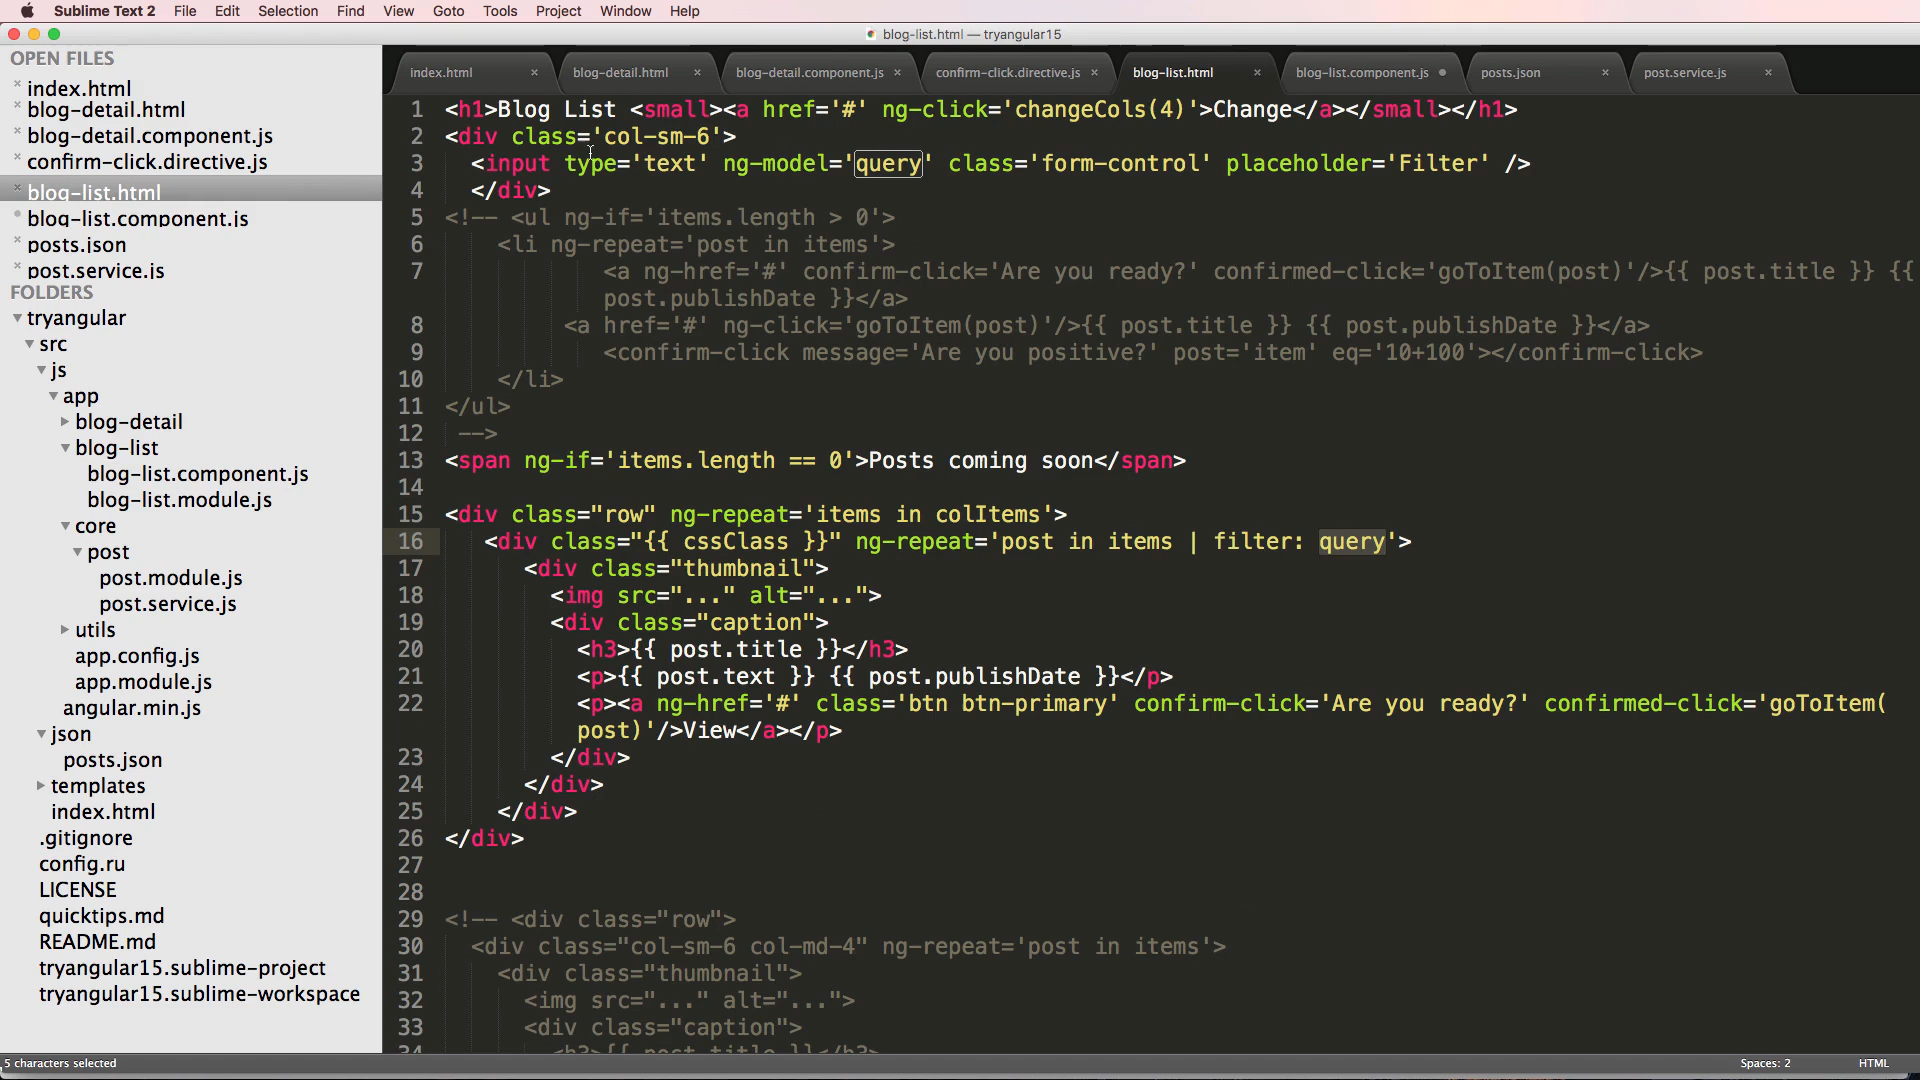 Sublime Text 2 File Edit Selection Find View Goto Tools Project Window Help
blog-list.html — tryangular15
OPEN FILES
index.html
blog-detail.html
blog-detail.component.js
confirm-click.directive.js
blog-list.html
blog-list.component.js
posts.json
post.service.js
FOLDERS
tryangular
src
js
app
blog-detail
blog-list
blog-list.component.js
blog-list.module.js
core
post
post.module.js
post.service.js
utils
app.config.js
app.module.js
angular.min.js
json
posts.json
templates
index.html
.gitignore
config.ru
LICENSE
quicktips.md
README.md
tryangular15.sublime-project
tryangular15.sublime-workspace
index.html blog-detail.html blog-detail.component.js confirm-click.directive.js blog-list.html blog-list.component.js posts.json post.service.js
1 <h1>Blog List <small><a href='#' ng-click='changeCols(4)'>Change</a></small></h1>
2 <div class='col-sm-6'>
3 <input type='text' ng-model='query' class='form-control' placeholder='Filter' />
4 </div>
5 <!-- <ul ng-if='items.length > 0'>
6 <li ng-repeat='post in items'>
7 <a ng-href='#' confirm-click='Are you ready?' confirmed-click='goToItem(post)'/>{{ post.title }} {{
post.publishDate }}</a>
8 <a href='#' ng-click='goToItem(post)'/>{{ post.title }} {{ post.publishDate }}</a>
9 <confirm-click message='Are you positive?' post='item' eq='10+100'></confirm-click>
10 </li>
11 </ul>
12 -->
13 <span ng-if='items.length == 0'>Posts coming soon</span>
14
15 <div class="row" ng-repeat='items in colItems'>
16 <div class="{{ cssClass }}" ng-repeat='post in items | filter: query'>
17 <div class="thumbnail">
18 <img src="..." alt="...">
19 <div class="caption">
20 <h3>{{ post.title }}</h3>
21 <p>{{ post.text }} {{ post.publishDate }}</p>
22 <p><a ng-href='#' class='btn btn-primary' confirm-click='Are you ready?' confirmed-click='goToItem(
post)'/>View</a></p>
23 </div>
24 </div>
25 </div>
26 </div>
27
28
29 <!-- <div class="row">
30 <div class="col-sm-6 col-md-4" ng-repeat='post in items'>
31 <div class="thumbnail">
32 <img src="..." alt="...">
33 <div class="caption">
34 <h3>{{ post.title }}</h3>
5 characters selected
Spaces: 2 HTML